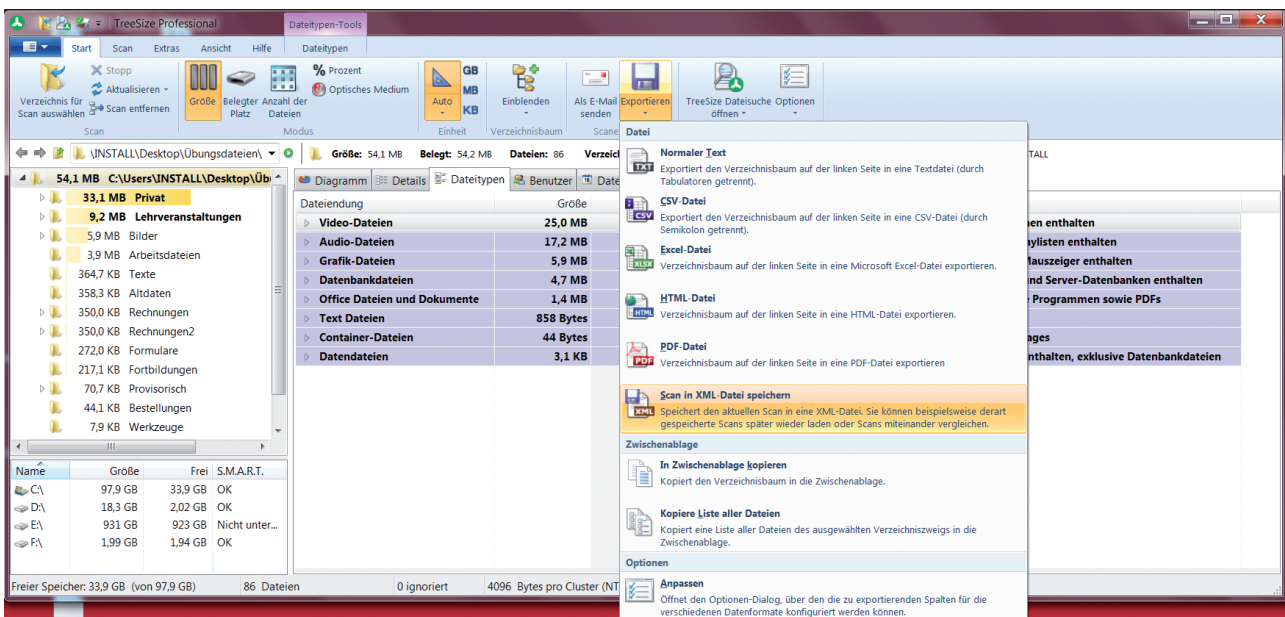 TreeSize Professional
Dateitypen-Tools
Start Scan Extras Ansicht Hilfe Dateitypen
Stopp
Aktualisieren
Scan entfernen
Verzeichnis für
Scan auswählen
Scan
Größe
Belegter
Platz
Anzahl der
Dateien
% Prozent
Optisches Medium
Modus
Auto
GB
MB
KB
Einheit
Einblenden
Verzeichnisbaum
Als E-Mail
senden
Exportieren
Scane
TreeSize Dateisuche
öffnen
Optionen
\INSTALL\Desktop\Übungsdateien\
Größe: 54,1 MB Belegt: 54,2 MB Dateien: 86 Verzeic
TALL
54,1 MB C:\Users\INSTALL\Desktop\Üb
33,1 MB Privat
9,2 MB Lehrveranstaltungen
5,9 MB Bilder
3,9 MB Arbeitsdateien
364,7 KB Texte
358,3 KB Altdaten
350,0 KB Rechnungen
350,0 KB Rechnungen2
272,0 KB Formulare
217,1 KB Fortbildungen
70,7 KB Provisorisch
44,1 KB Bestellungen
7,9 KB Werkzeuge
Diagramm Details Dateitypen Benutzer Date
Dateiendung Größe
Video-Dateien 25,0 MB en enthalten
Audio-Dateien 17,2 MB aylisten enthalten
Grafik-Dateien 5,9 MB Mauszeiger enthalten
Datenbankdateien 4,7 MB nd Server-Datenbanken enthalten
Office Dateien und Dokumente 1,4 MB Programmen sowie PDFs
Text Dateien 858 Bytes
Container-Dateien 44 Bytes ages
Datendateien 3,1 KB nthalten, exklusive Datenbankdateien
Datei
Normaler Text
TXT
Exportiert den Verzeichnisbaum auf der linken Seite in eine Textdatei (durch
Tabulatoren getrennt).
CSV-Datei
CSV
Exportiert den Verzeichnisbaum auf der linken Seite in eine CSV-Datei (durch
Semikolon getrennt).
Excel-Datei
XLSX
Verzeichnisbaum auf der linken Seite in eine Microsoft Excel-Datei exportieren.
HTML-Datei
HTML
Verzeichnisbaum auf der linken Seite in eine HTML-Datei exportieren.
PDF-Datei
PDF
Verzeichnisbaum auf der linken Seite in eine PDF-Datei exportieren
Scan in XML-Datei speichern
XML
Speichert den aktuellen Scan in eine XML-Datei. Sie können beispielsweise derart
gespeicherte Scans später wieder laden oder Scans miteinander vergleichen.
Zwischenablage
In Zwischenablage kopieren
Kopiert den Verzeichnisbaum in die Zwischenablage.
Kopiere Liste aller Dateien
Kopiert eine Liste aller Dateien des ausgewählten Verzeichniszweigs in die
Zwischenablage.
Optionen
Anpassen
Öffnet den Optionen-Dialog, über den die zu exportierenden Spalten für die
verschiedenen Datenformate konfiguriert werden können.
Name Größe Frei S.M.A.R.T.
C:\ 97,9 GB 33,9 GB OK
D:\ 18,3 GB 2,02 GB OK
E:\ 931 GB 923 GB Nicht unter...
F:\ 1,99 GB 1,94 GB OK
Freier Speicher: 33,9 GB (von 97,9 GB) 86 Dateien 0 ignoriert 4096 Bytes pro Cluster (NT